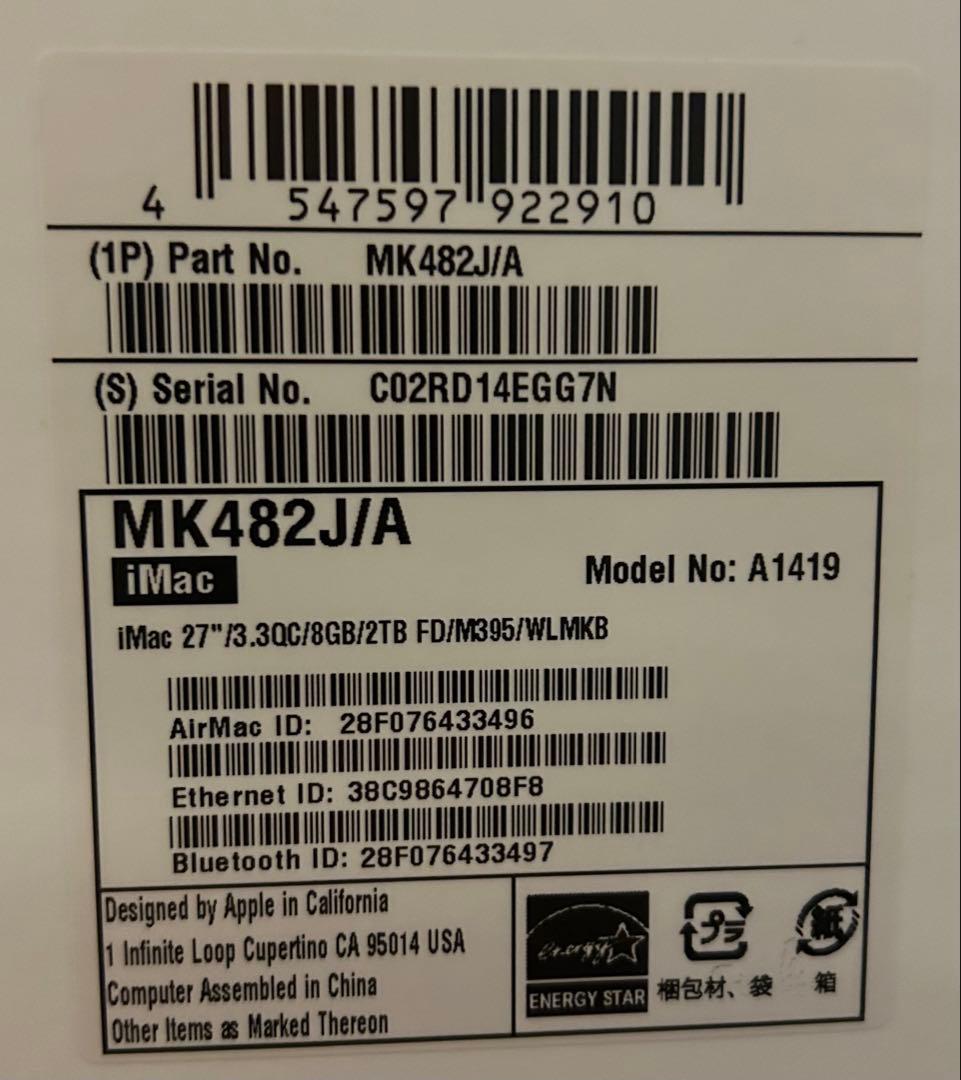 4 547597 922910
(1P) Part No. MK482J/A
(S) Serial No. C02RD14EGG7N
MK482J/A
iMac
Model No: A1419
iMac 27"/3.3QC/8GB/2TB FD/M395/WLMKB
AirMac ID: 28F076433496
Ethernet ID: 38C9864708F8
Bluetooth ID: 28F076433497
Designed by Apple in California
1 Infinite Loop Cupertino CA 95014 USA
Computer Assembled in China
Other Items as Marked Thereon
energy
ENERGY STAR
プラ
梱包材、袋
紙
箱